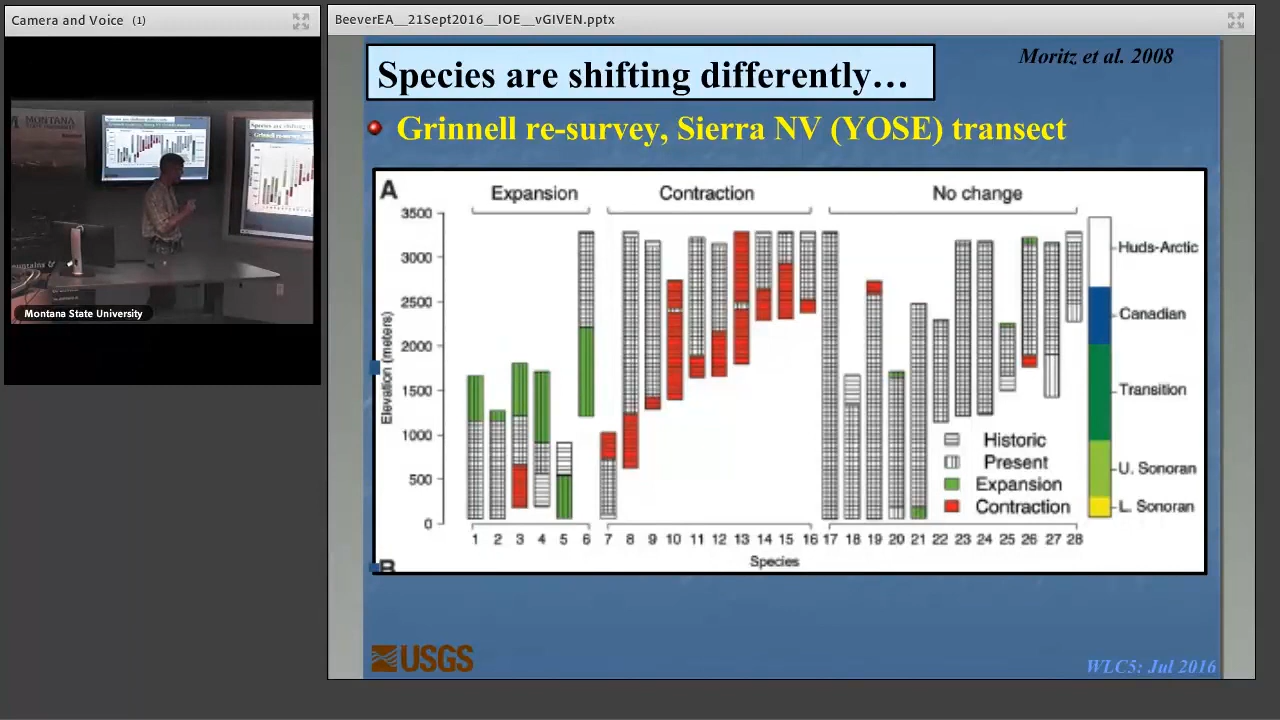 Camera and Voice (1)
BeeverEA__21Sept2016__IOE__vGIVEN.pptx
Species are shifting differently…
Moritz et al. 2008
Grinnell re-survey, Sierra NV (YOSE) transect
A
Expansion
Contraction
No change
3500
3000
2500
2000
1500
1000
500
0
Elevation (meters)
Huds-Arctic
Canadian
Transition
U. Sonoran
L. Sonoran
Historic
Present
Expansion
Contraction
1 2 3 4 5 6 7 8 9 10 11 12 13 14 15 16 17 18 19 20 21 22 23 24 25 26 27 28
Species
B
USGS
WLC5: Jul 2016
MONTANA
Montana State University